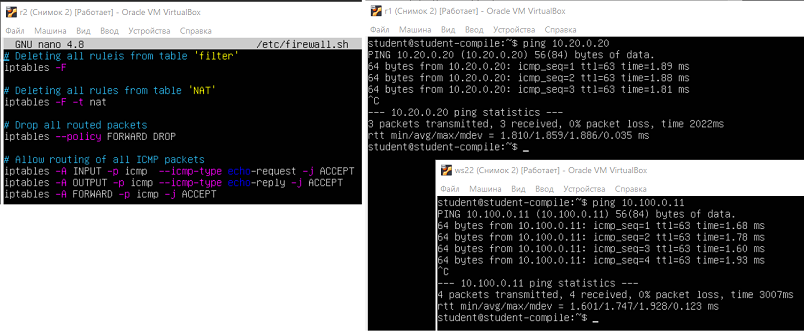 r2 (Снимок 2) [Работает] - Oracle VM VirtualBox
Файл Машина Вид Ввод Устройства Справка
GNU nano 4.8 /etc/firewall.sh
# Deleting all ruleis from table 'filter'
iptables -F
# Deleting all rules from table 'NAT'
iptables -F -t nat
# Drop all routed packets
iptables --policy FORWARD DROP
# Allow routing of all ICMP packets
iptables -A INPUT -p icmp --icmp-type echo-request -j ACCEPT
iptables -A OUTPUT -p icmp --icmp-type echo-reply -j ACCEPT
iptables -A FORWARD -p icmp -j ACCEPT
r1 (Снимок 2) [Работает] - Oracle VM VirtualBox
Файл Машина Вид Ввод Устройства Справка
student@student-compile:~$ ping 10.20.0.20
PING 10.20.0.20 (10.20.0.20) 56(84) bytes of data.
64 bytes from 10.20.0.20: icmp_seq=1 ttl=63 time=1.89 ms
64 bytes from 10.20.0.20: icmp_seq=2 ttl=63 time=1.88 ms
64 bytes from 10.20.0.20: icmp_seq=3 ttl=63 time=1.81 ms
^C
--- 10.20.0.20 ping statistics ---
3 packets transmitted, 3 received, 0% packet loss, time 2022ms
rtt min/avg/max/mdev = 1.810/1.859/1.886/0.035 ms
student@student-compile:~$ _
ws22 (Снимок 2) [Работает] - Oracle VM VirtualBox
Файл Машина Вид Ввод Устройства Справка
student@student-compile:~$ ping 10.100.0.11
PING 10.100.0.11 (10.100.0.11) 56(84) bytes of data.
64 bytes from 10.100.0.11: icmp_seq=1 ttl=63 time=1.68 ms
64 bytes from 10.100.0.11: icmp_seq=2 ttl=63 time=1.78 ms
64 bytes from 10.100.0.11: icmp_seq=3 ttl=63 time=1.60 ms
64 bytes from 10.100.0.11: icmp_seq=4 ttl=63 time=1.93 ms
^C
--- 10.100.0.11 ping statistics ---
4 packets transmitted, 4 received, 0% packet loss, time 3007ms
rtt min/avg/max/mdev = 1.601/1.747/1.928/0.123 ms
student@student-compile:~$ _